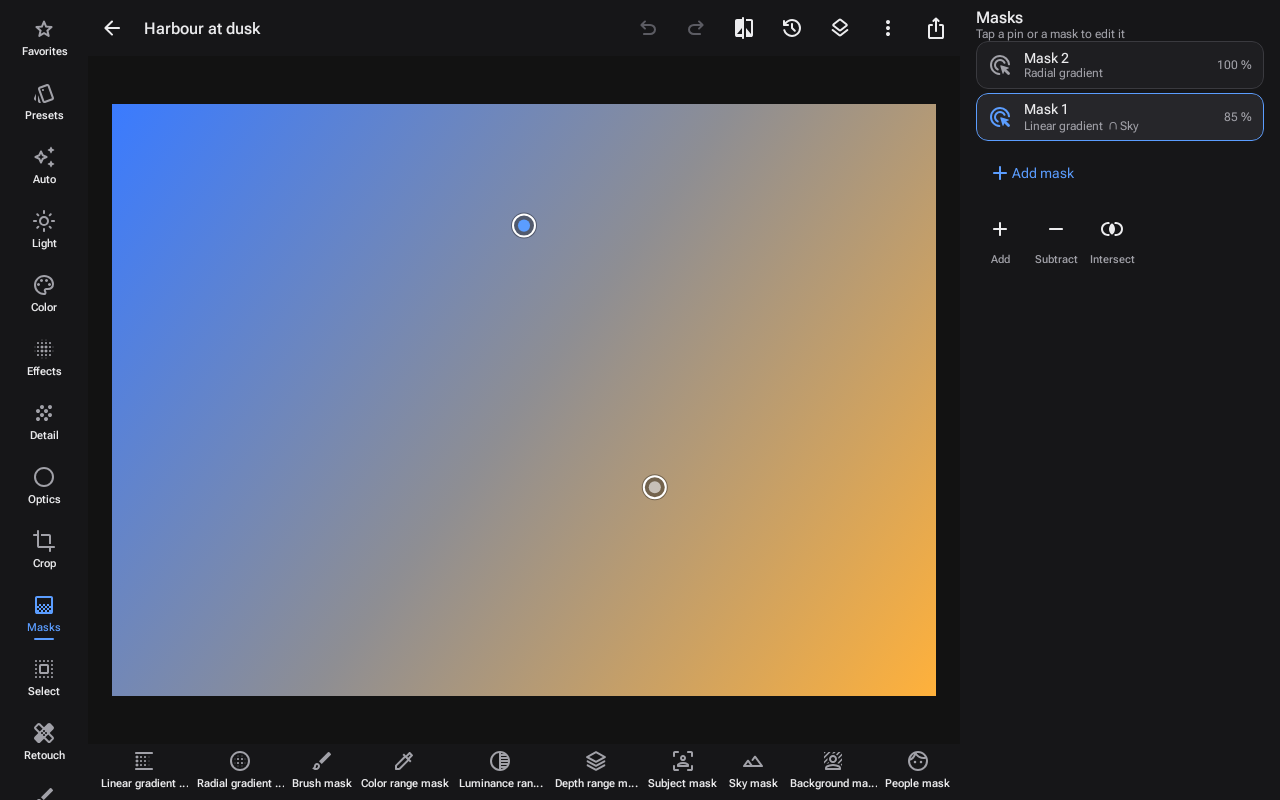 Favorites
Presets
Auto
Light
Color
Effects
Detail
Optics
Crop
Masks
Select
Retouch
Harbour at dusk
Linear gradient ...
Radial gradient ...
Brush mask
Color range mask
Luminance ran...
Depth range m...
Subject mask
Sky mask
Background ma...
People mask
Masks
Tap a pin or a mask to edit it
Mask 2
Radial gradient
100 %
Mask 1
Linear gradient ∩ Sky
85 %
Add mask
Add
Subtract
Intersect